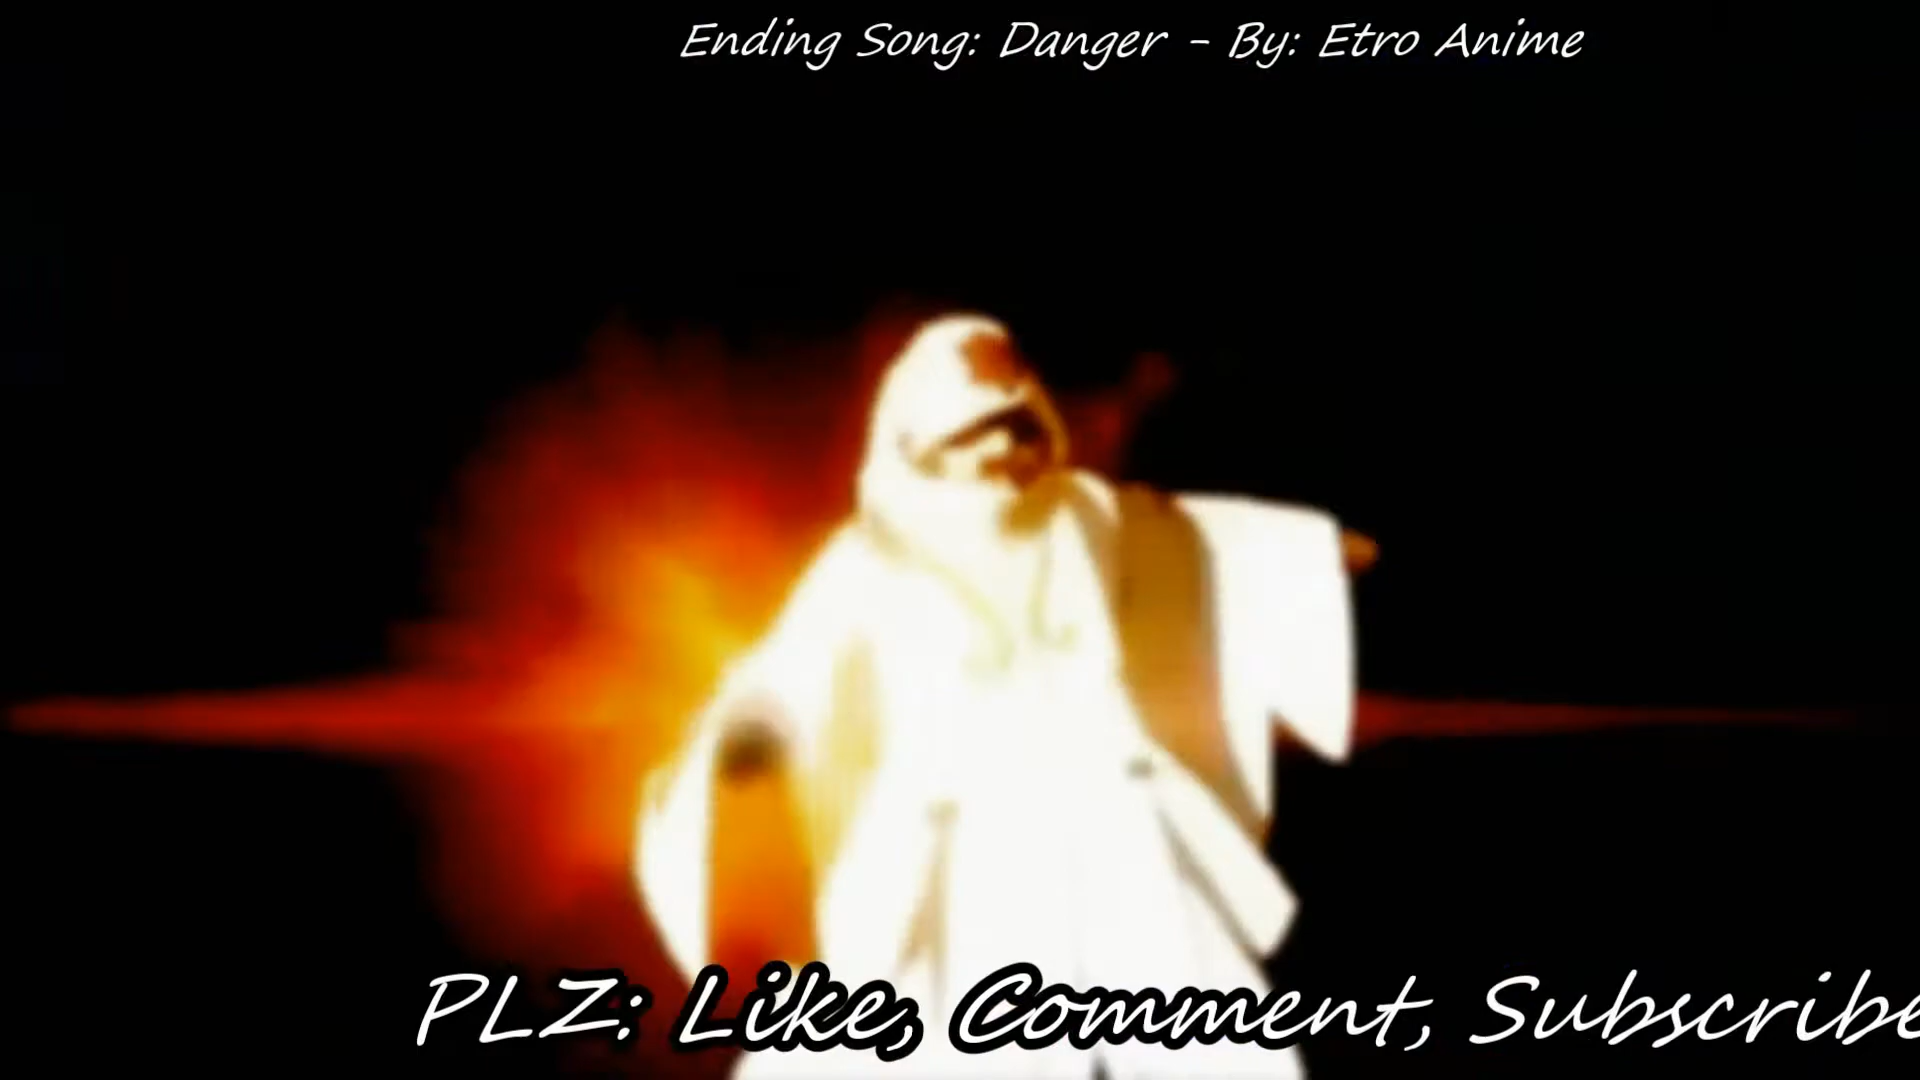 Ending Song: Danger - By: Etro Anime
PLZ: Like, Comment, Subscribe